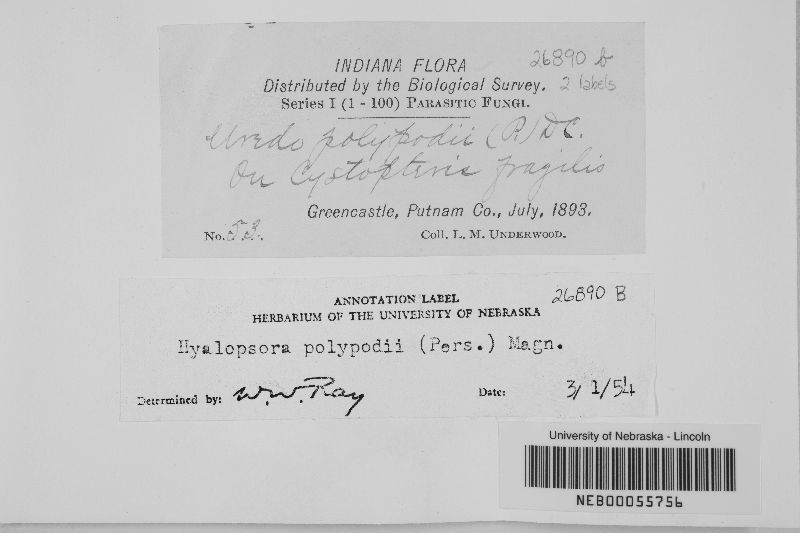 INDIANA FLORA 26890 b
Distributed by the Biological Survey. 2 labels
Series I (1 - 100) PARASITIC FUNGI.
Uredo polypodii (P.) DC.
On Cystopteris fragilis
Greencastle, Putnam Co., July, 1893.
No. 53. Coll. L. M. UNDERWOOD.
ANNOTATION LABEL 26890 B
HERBARIUM OF THE UNIVERSITY OF NEBRASKA
Hyalopsora polypodii (Pers.) Magn.
Determined by: W.W. Ray Date: 3/1/54
University of Nebraska - Lincoln
NEB00055756